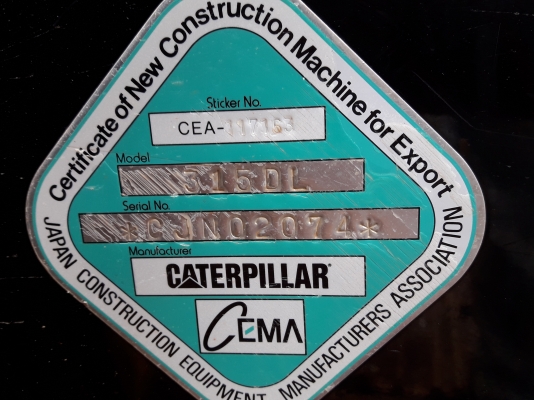 Certificate of New Construction Machine for Export
Sticker No.
CEA-117163
Model
315DL
Serial No.
*CJN02074*
Manufacturer
CATERPILLAR
CEMA
JAPAN CONSTRUCTION EQUIPMENT MANUFACTURERS ASSOCIATION